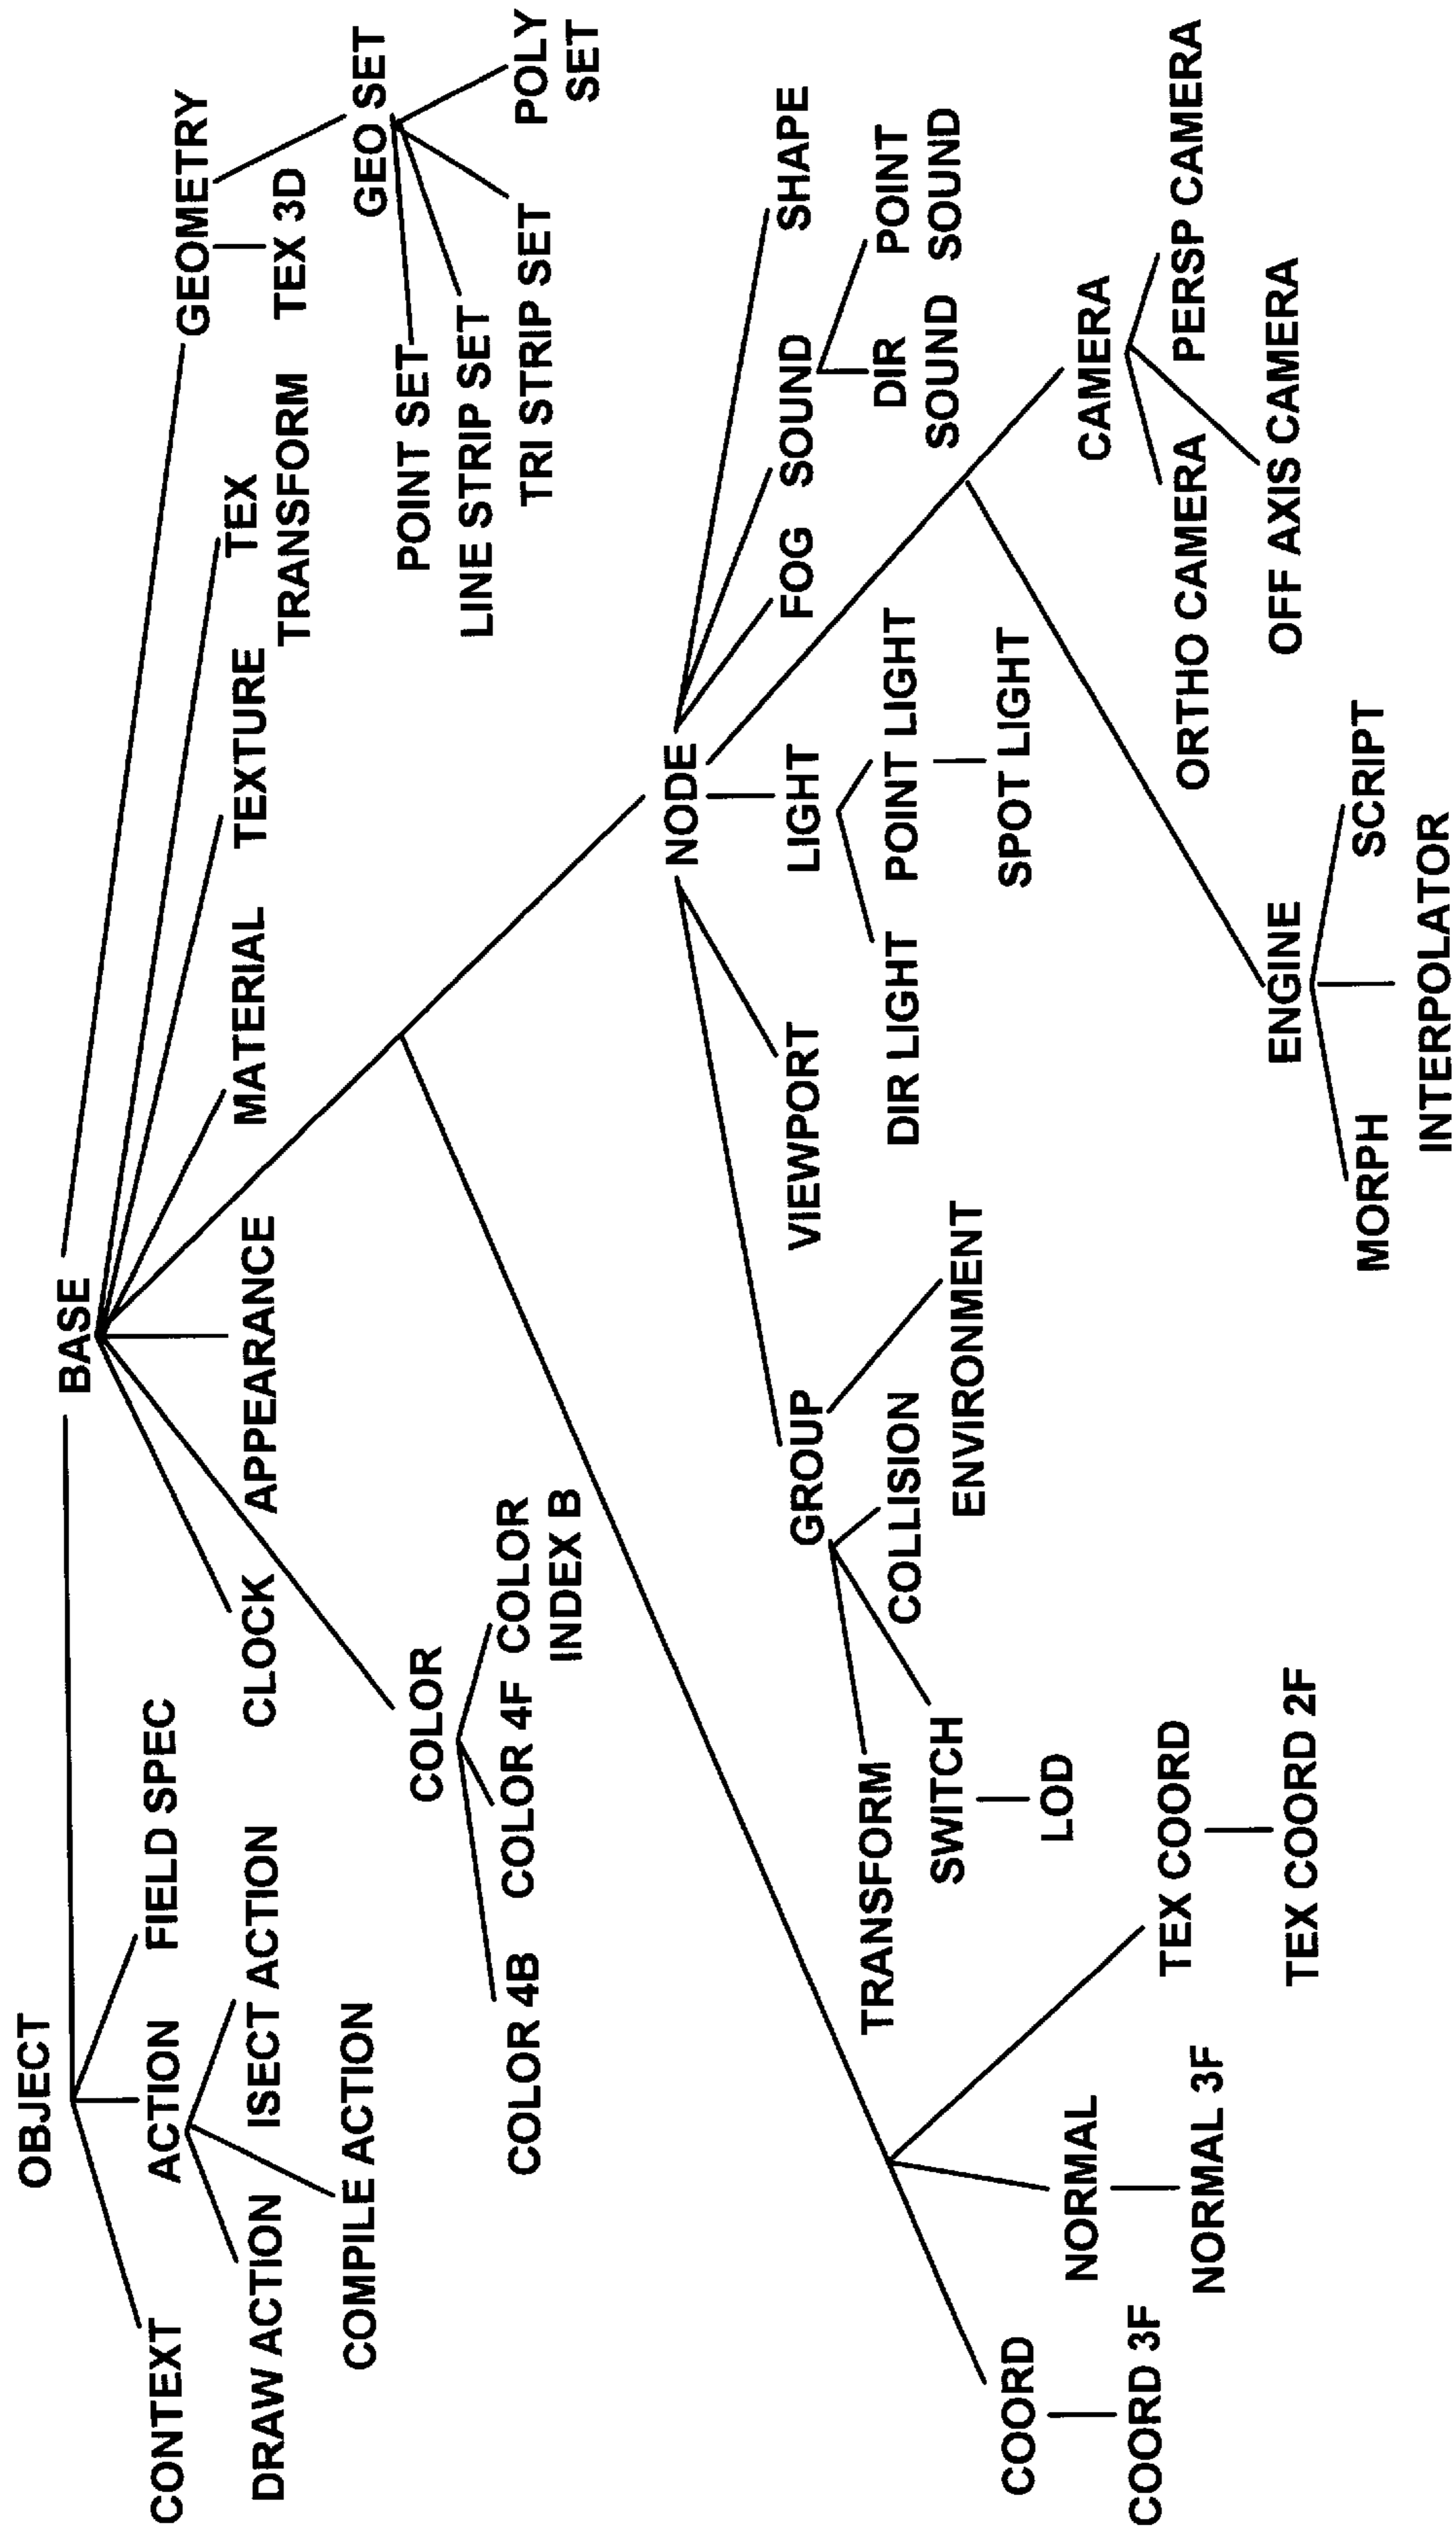 OBJECT
BASE
CONTEXT
ACTION
FIELD SPEC
GEOMETRY
DRAW ACTION
ISECT ACTION
CLOCK
APPEARANCE
MATERIAL
TEXTURE
TEX
TRANSFORM
TEX 3D
COMPILE ACTION
COLOR
GEO SET
POINT SET
LINE STRIP SET
TRI STRIP SET
POLY
SET
COLOR 4B
COLOR 4F
COLOR
INDEX B
NODE
GROUP
VIEWPORT
LIGHT
FOG
SOUND
SHAPE
TRANSFORM
SWITCH
COLLISION
ENVIRONMENT
DIR LIGHT
POINT LIGHT
DIR
SOUND
POINT
SOUND
LOD
SPOT LIGHT
COORD
NORMAL
TEX COORD
CAMERA
COORD 3F
NORMAL 3F
TEX COORD 2F
ENGINE
ORTHO CAMERA
PERSP CAMERA
OFF AXIS CAMERA
MORPH
SCRIPT
INTERPOLATOR